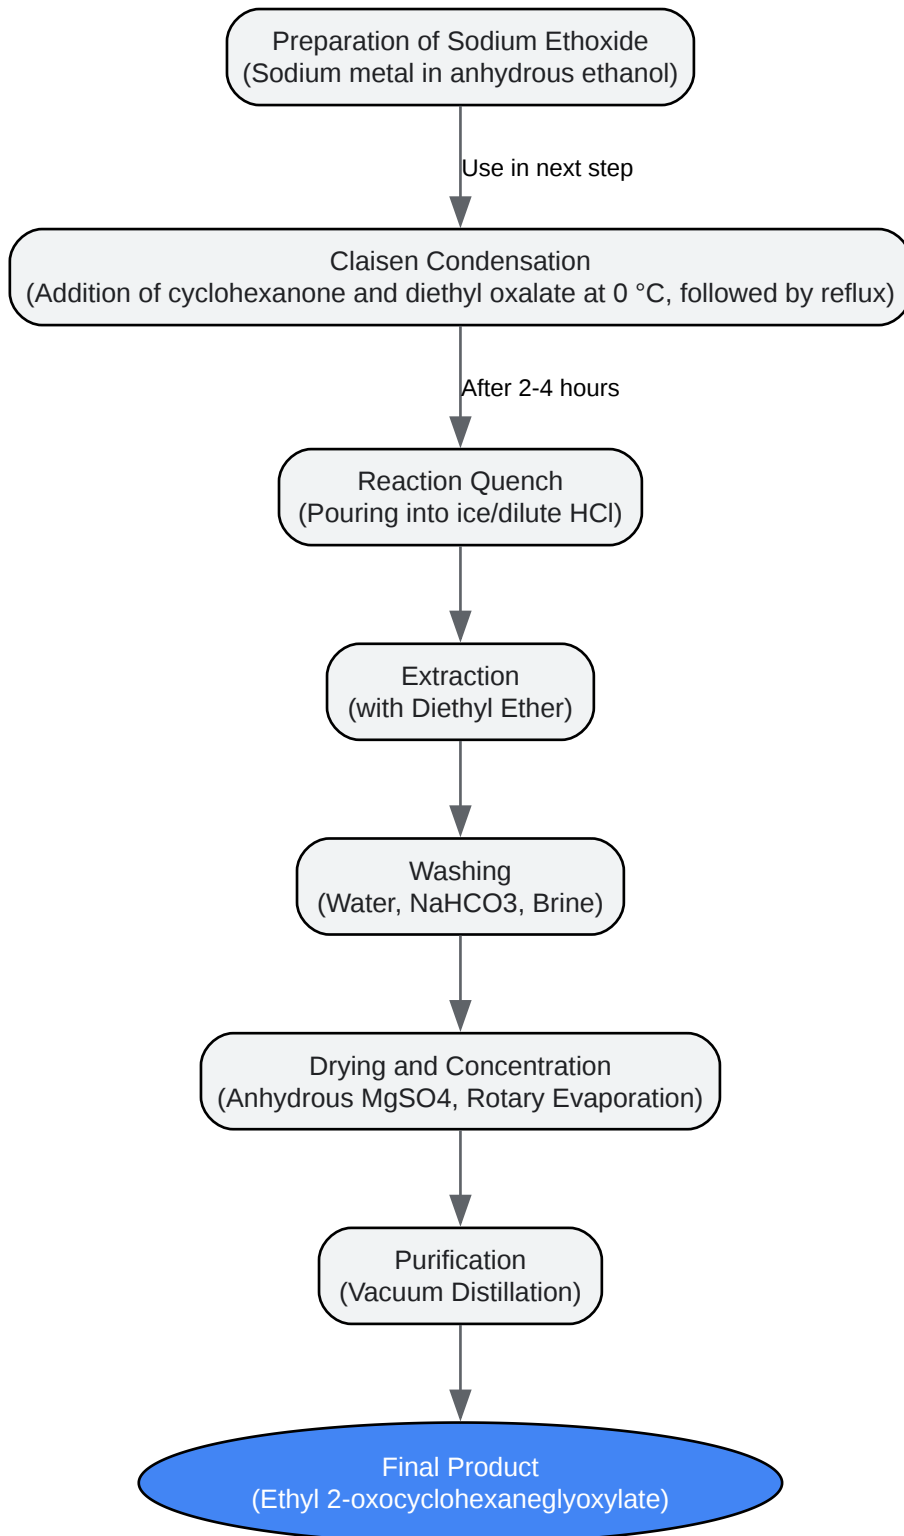 Preparation of Sodium Ethoxide
(Sodium metal in anhydrous ethanol)
Use in next step
Claisen Condensation
(Addition of cyclohexanone and diethyl oxalate at 0 °C, followed by reflux)
After 2-4 hours
Reaction Quench
(Pouring into ice/dilute HCl)
Extraction
(with Diethyl Ether)
Washing
(Water, NaHCO3, Brine)
Drying and Concentration
(Anhydrous MgSO4, Rotary Evaporation)
Purification
(Vacuum Distillation)
Final Product
(Ethyl 2-oxocyclohexaneglyoxylate)